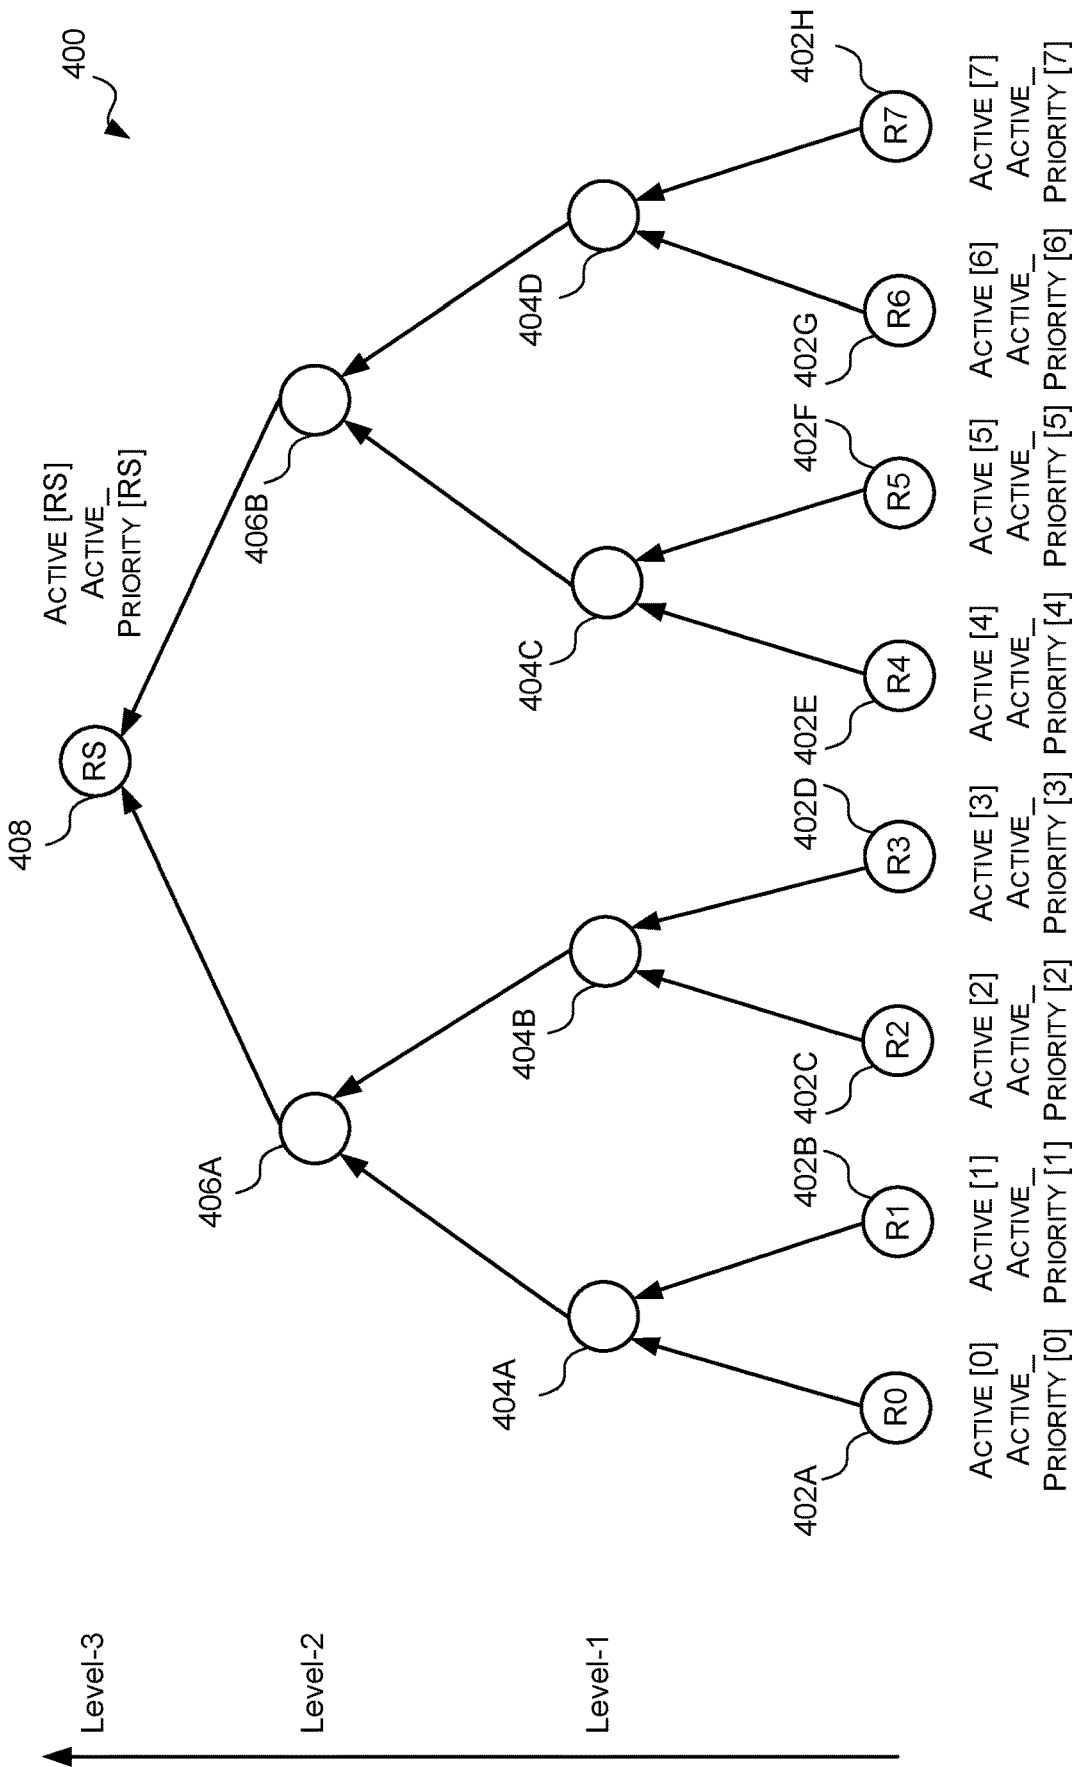 400
ACTIVE [RS]
ACTIVE_
PRIORITY [RS]
408
RS
Level-3
406A
406B
Level-2
404A
404B
404C
404D
Level-1
402A
R0
402B
R1
402C
R2
402D
R3
402E
R4
402F
R5
402G
R6
402H
R7
ACTIVE [0]
ACTIVE_
PRIORITY [0]
ACTIVE [1]
ACTIVE_
PRIORITY [1]
ACTIVE [2]
ACTIVE_
PRIORITY [2]
ACTIVE [3]
ACTIVE_
PRIORITY [3]
ACTIVE [4]
ACTIVE_
PRIORITY [4]
ACTIVE [5]
ACTIVE_
PRIORITY [5]
ACTIVE [6]
ACTIVE_
PRIORITY [6]
ACTIVE [7]
ACTIVE_
PRIORITY [7]